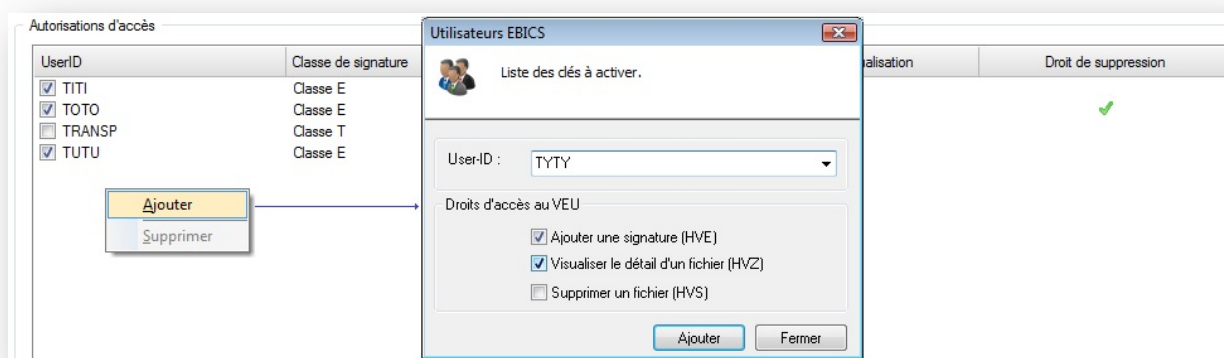 Autorisations d'accès
UserID Classe de signature alisation Droit de suppression
TITI Classe E
TOTO Classe E
TRANSP Classe T
TUTU Classe E
Ajouter
Supprimer
Utilisateurs EBICS
Liste des clés à activer.
User-ID : TYTY
Droits d'accès au VEU
Ajouter une signature (HVE)
Visualiser le détail d'un fichier (HVZ)
Supprimer un fichier (HVS)
Ajouter Fermer